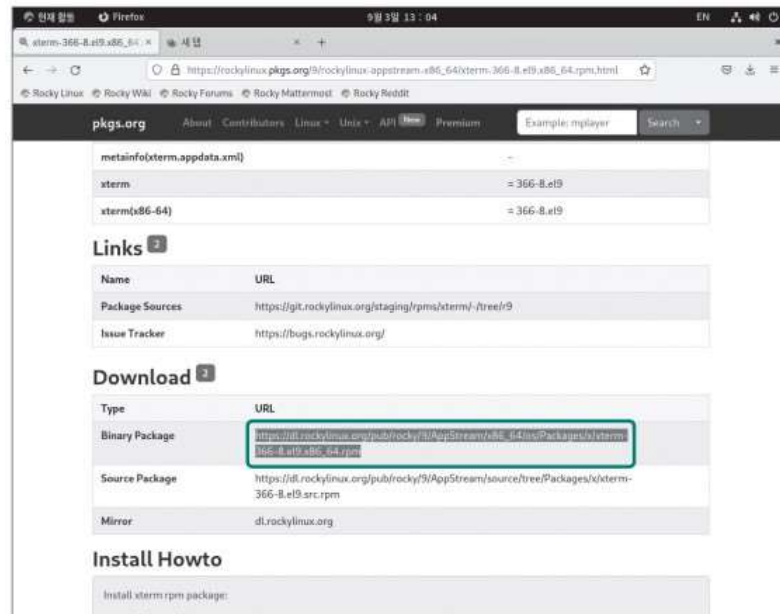 현재 활동 Firefox 9월 3일 13 : 04 EN
xterm-366-8.el9.x86_64 × 새 탭 × +
https://rockylinux.pkgs.org/9/rockylinux-appstream-x86_64/xterm-366-8.el9.x86_64.rpm.html
Rocky Linux Rocky Wiki Rocky Forums Rocky Mattermost Rocky Reddit
pkgs.org About Contributors Linux Unix API New Premium Example: mplayer Search
metainfo(xterm.appdata.xml) -
xterm = 366-8.el9
xterm(x86-64) = 366-8.el9
Links 2
Name URL
Package Sources https://git.rockylinux.org/staging/rpms/xterm/-/tree/r9
Issue Tracker https://bugs.rockylinux.org/
Download 2
Type URL
Binary Package https://dl.rockylinux.org/pub/rocky/9/AppStream/x86_64/os/Packages/x/xterm-
366-8.el9.x86_64.rpm
Source Package https://dl.rockylinux.org/pub/rocky/9/AppStream/source/tree/Packages/x/xterm-
366-8.el9.src.rpm
Mirror dl.rockylinux.org
Install Howto
Install xterm rpm package: